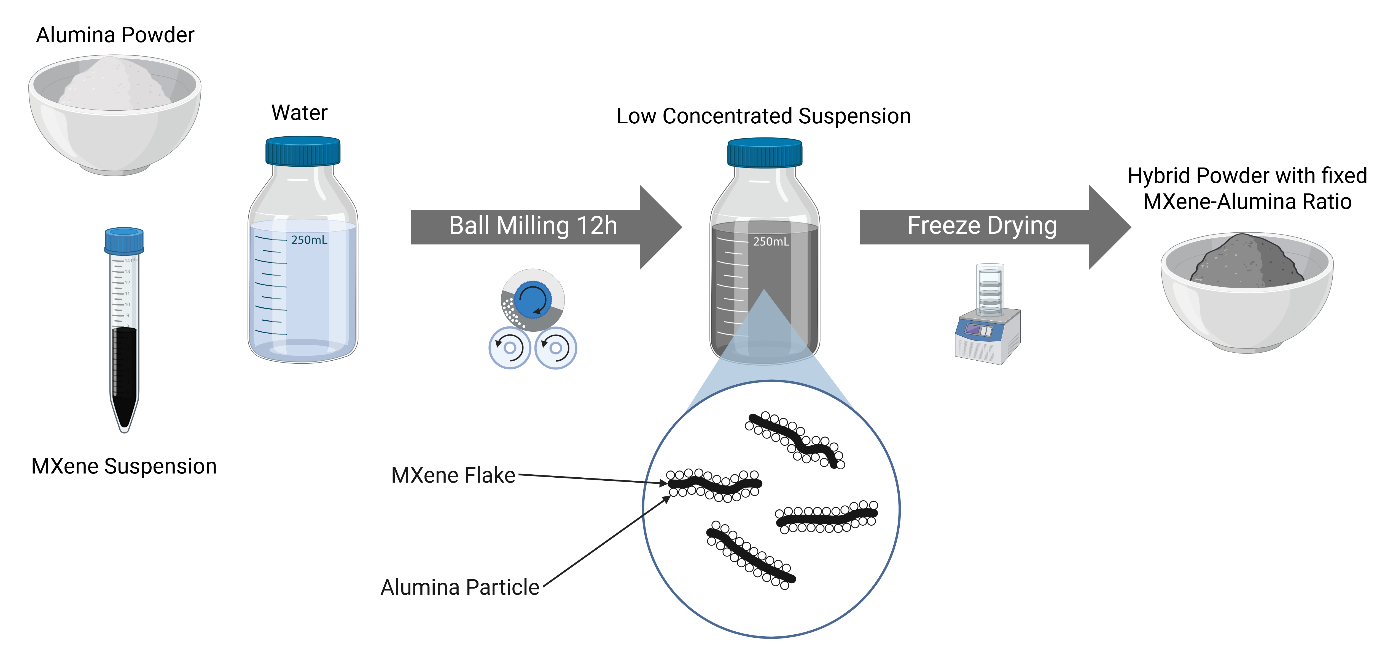 Alumina Powder
Water
250mL
MXene Suspension
Ball Milling 12h
Low Concentrated Suspension
250mL
Freeze Drying
Hybrid Powder with fixed
MXene-Alumina Ratio
MXene Flake
Alumina Particle